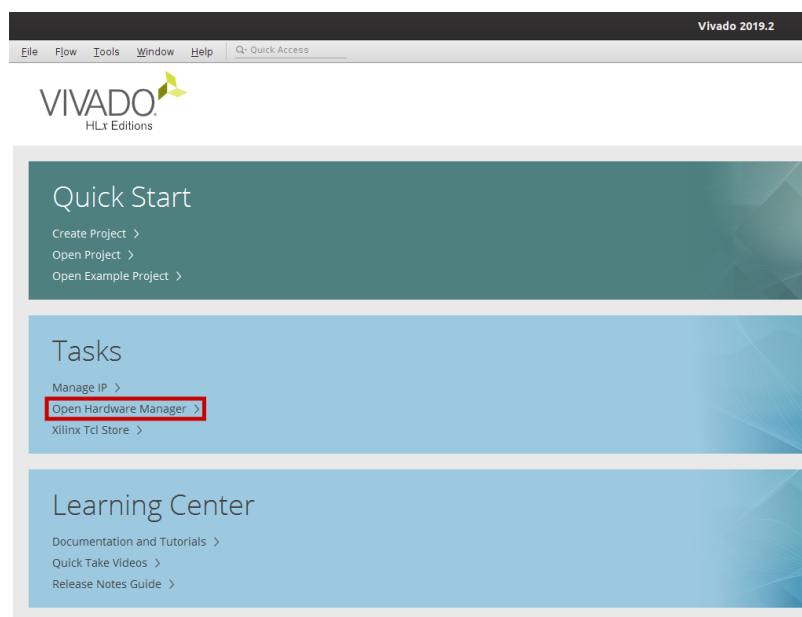 Vivado 2019.2
File Flow Tools Window Help Q- Quick Access
VIVADO.
HLx Editions
Quick Start
Create Project >
Open Project >
Open Example Project >
Tasks
Manage IP >
Open Hardware Manager >
Xilinx Tcl Store >
Learning Center
Documentation and Tutorials >
Quick Take Videos >
Release Notes Guide >